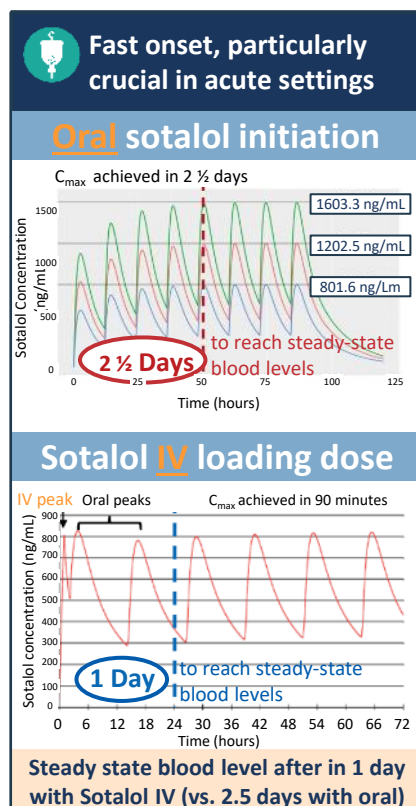 Fast onset, particularly
crucial in acute settings
Oral sotalol initiation
Cmax achieved in 2 ½ days
Sotalol Concentration
'ng/mL)
1500
1000
500
0
1603.3 ng/mL
1202.5 ng/mL
801.6 ng/Lm
2 ½ Days
to reach steady-state
blood levels
0 25 50 75 100 125
Time (hours)
Sotalol IV loading dose
IV peak Oral peaks Cmax achieved in 90 minutes
Sotalol concentration (ng/mL)
900
800
700
600
500
400
300
200
100
0
1 Day
to reach steady-state
blood levels
0 6 12 18 24 30 36 42 48 54 60 66 72
Time (hours)
Steady state blood level after in 1 day
with Sotalol IV (vs. 2.5 days with oral)